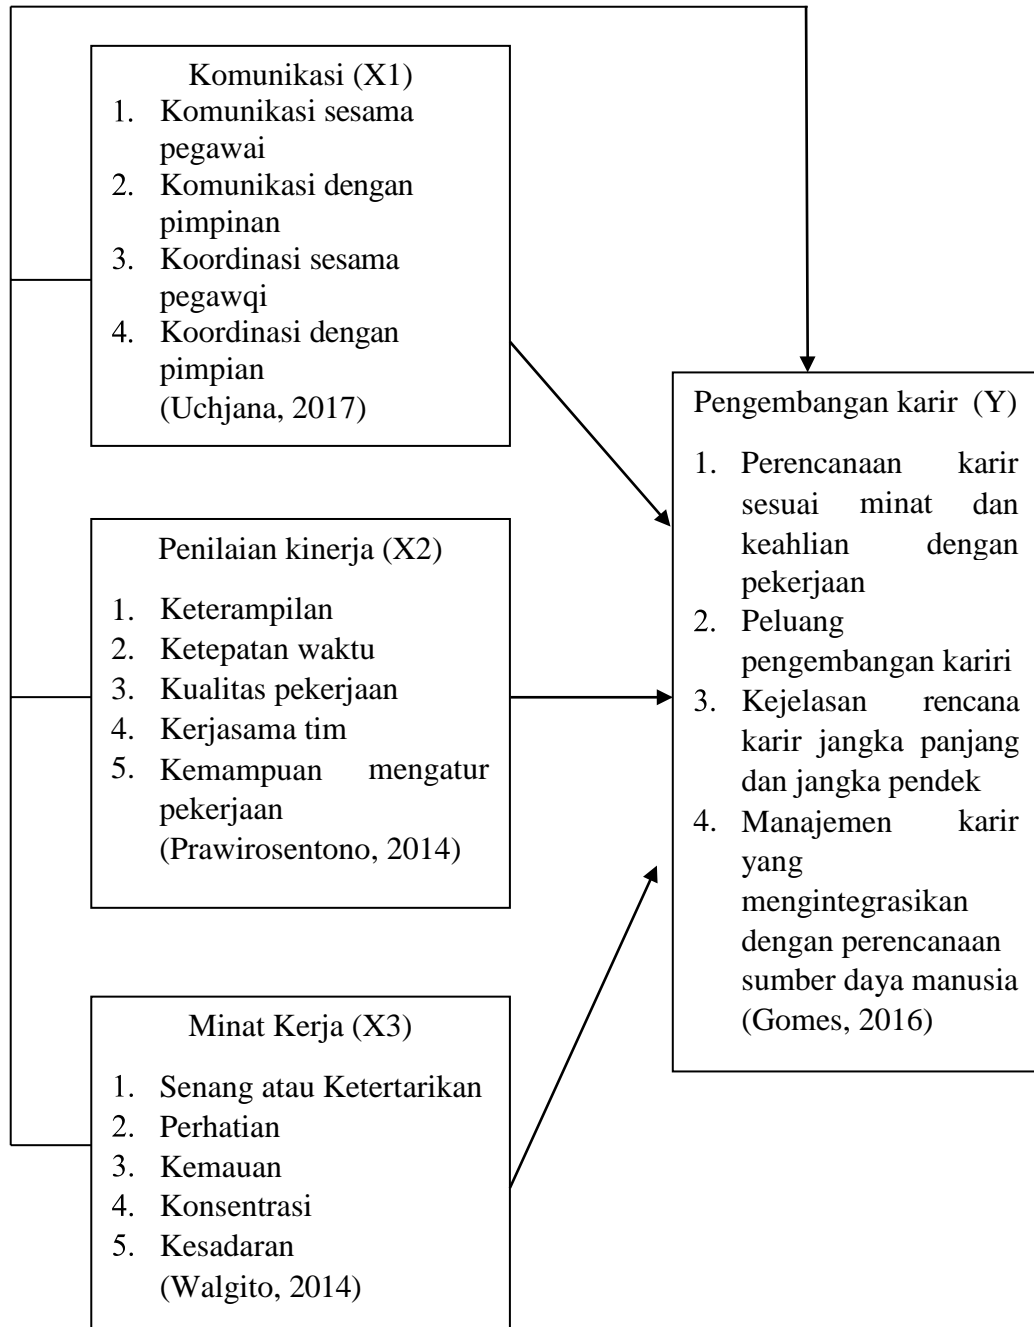 Komunikasi (X1)
1. Komunikasi sesama
pegawai
2. Komunikasi dengan
pimpinan
3. Koordinasi sesama
pegawqi
4. Koordinasi dengan
pimpian
(Uchjana, 2017)
Penilaian kinerja (X2)
1. Keterampilan
2. Ketepatan waktu
3. Kualitas pekerjaan
4. Kerjasama tim
5. Kemampuan mengatur
pekerjaan
(Prawirosentono, 2014)
Minat Kerja (X3)
1. Senang atau Ketertarikan
2. Perhatian
3. Kemauan
4. Konsentrasi
5. Kesadaran
(Walgito, 2014)
Pengembangan karir (Y)
1. Perencanaan karir
sesuai minat dan
keahlian dengan
pekerjaan
2. Peluang
pengembangan kariri
3. Kejelasan rencana
karir jangka panjang
dan jangka pendek
4. Manajemen karir
yang
mengintegrasikan
dengan perencanaan
sumber daya manusia
(Gomes, 2016)